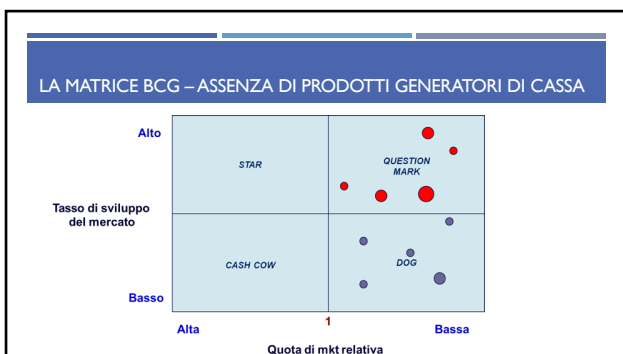 LA MATRICE BCG – ASSENZA DI PRODOTTI GENERATORI DI CASSA
Alto
STAR
QUESTION
MARK
Tasso di sviluppo
del mercato
CASH COW
DOG
Basso
Alta
1
Bassa
Quota di mkt relativa